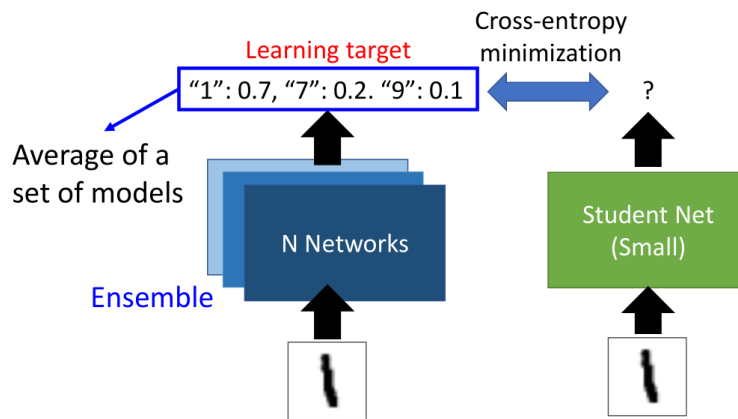 Cross-entropy
minimization
Learning target
“1”: 0.7, “7”: 0.2. “9”: 0.1
?
Average of a
set of models
N Networks
Student Net
(Small)
Ensemble